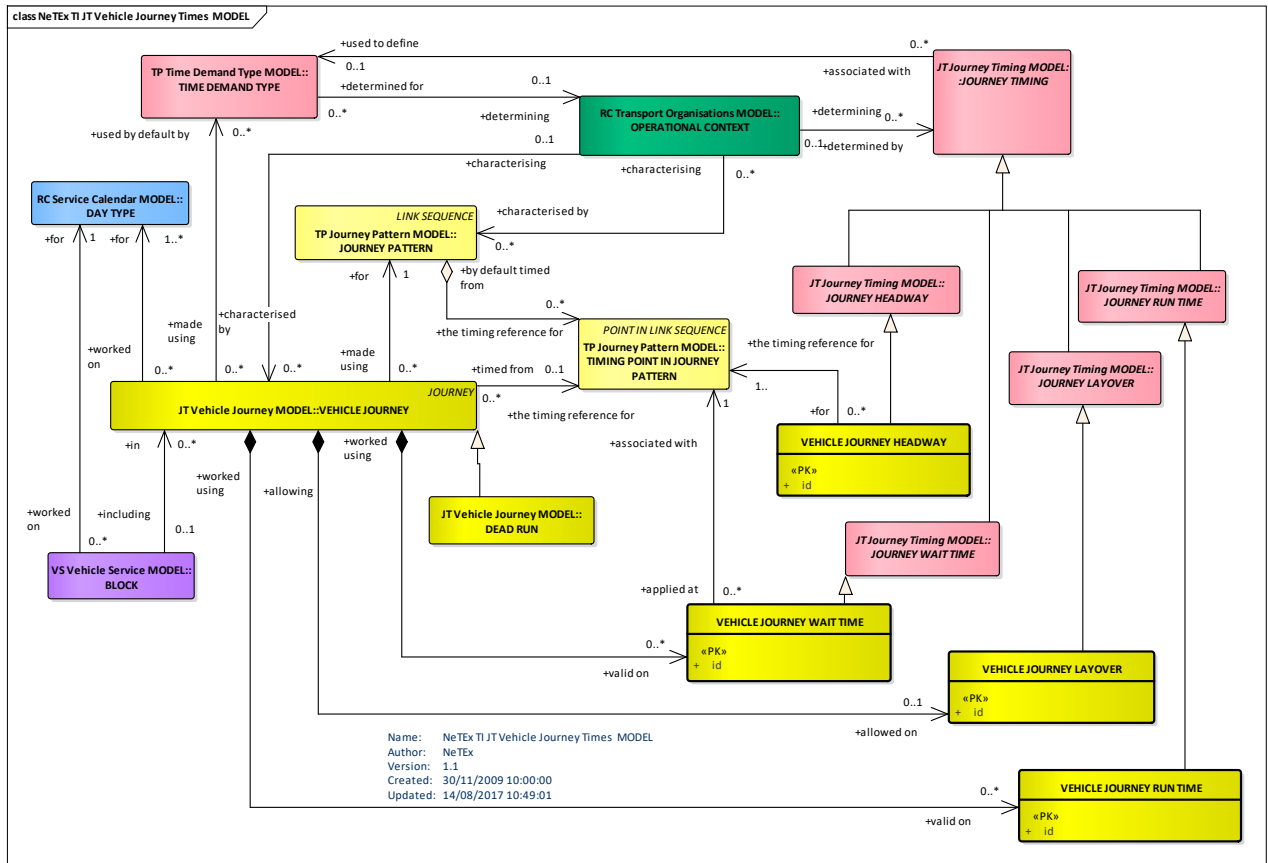 class NeTEx TI JT Vehicle Journey Times MODEL
+used to define
0..*
0..1
+associated with
TP Time Demand Type MODEL::
TIME DEMAND TYPE
JT Journey Timing MODEL:
:JOURNEY TIMING
+determined for
0..1
0..*
+determining
RC Transport Organisations MODEL::
OPERATIONAL CONTEXT
+determining
0..*
0..1
+determined by
+used by default by
0..*
0..1
+characterising
+characterising
0..*
RC Service Calendar MODEL::
DAY TYPE
+for
1
+for
1..*
LINK SEQUENCE
TP Journey Pattern MODEL::
JOURNEY PATTERN
+characterised by
0..*
+for
1
+by default timed
from
0..*
+the timing reference for
JT Journey Timing MODEL::
JOURNEY HEADWAY
JT Journey Timing MODEL::
JOURNEY RUN TIME
+characterised
by
+made
using
+worked
on
+made
using
POINT IN LINK SEQUENCE
TP Journey Pattern MODEL::
TIMING POINT IN JOURNEY
PATTERN
+the timing reference for
1..
JT Journey Timing MODEL::
JOURNEY LAYOVER
0..*
0..*
0..*
0..*
+timed from
0..1
0..*
+the timing reference for
1
JOURNEY
JT Vehicle Journey MODEL::VEHICLE JOURNEY
+for
0..*
VEHICLE JOURNEY HEADWAY
«PK»
+ id
+in
0..*
+worked
using
+allowing
+worked
using
+associated with
JT Vehicle Journey MODEL::
DEAD RUN
+worked
on
+including
0..*
0..1
VS Vehicle Service MODEL::
BLOCK
JT Journey Timing MODEL::
JOURNEY WAIT TIME
+applied at
0..*
VEHICLE JOURNEY WAIT TIME
«PK»
+ id
0..*
+valid on
VEHICLE JOURNEY LAYOVER
«PK»
+ id
0..1
+allowed on
Name: NeTEx TI JT Vehicle Journey Times MODEL
Author: NeTEx
Version: 1.1
Created: 30/11/2009 10:00:00
Updated: 14/08/2017 10:49:01
VEHICLE JOURNEY RUN TIME
«PK»
+ id
0..*
+valid on